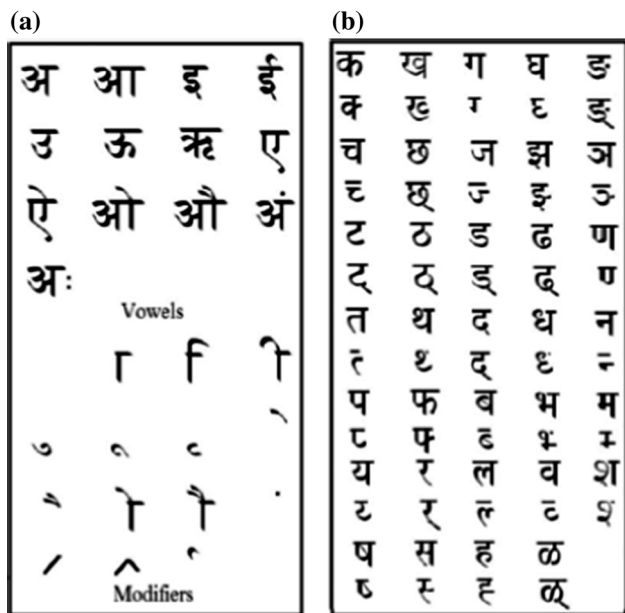 (a)
अ आ इ ई
उ ऊ ऋ ए
ऐ ओ औ अं
अः
Vowels
ा ि ी
ु ू ृ
ै ो ौ ं
Modifiers
(b)
क ख ग घ ङ
क्‍ ख्‍ ग्‍ घ्‍ ङ्
च छ ज झ ञ
च्‍ छ् ज्‍ झ्‍ ञ्‍
ट ठ ड ढ ण
ट् ठ् ड् ढ् ण्‍
त थ द ध न
त्‍ थ्‍ द् ध्‍ न्‍
प फ ब भ म
प्‍ फ्‍ ब्‍ भ्‍ म्‍
य र ल व श
य्‍ र् ल्‍ व्‍ श्‍
ष स ह ळ
ष्‍ स्‍ ह्‍ ळ्